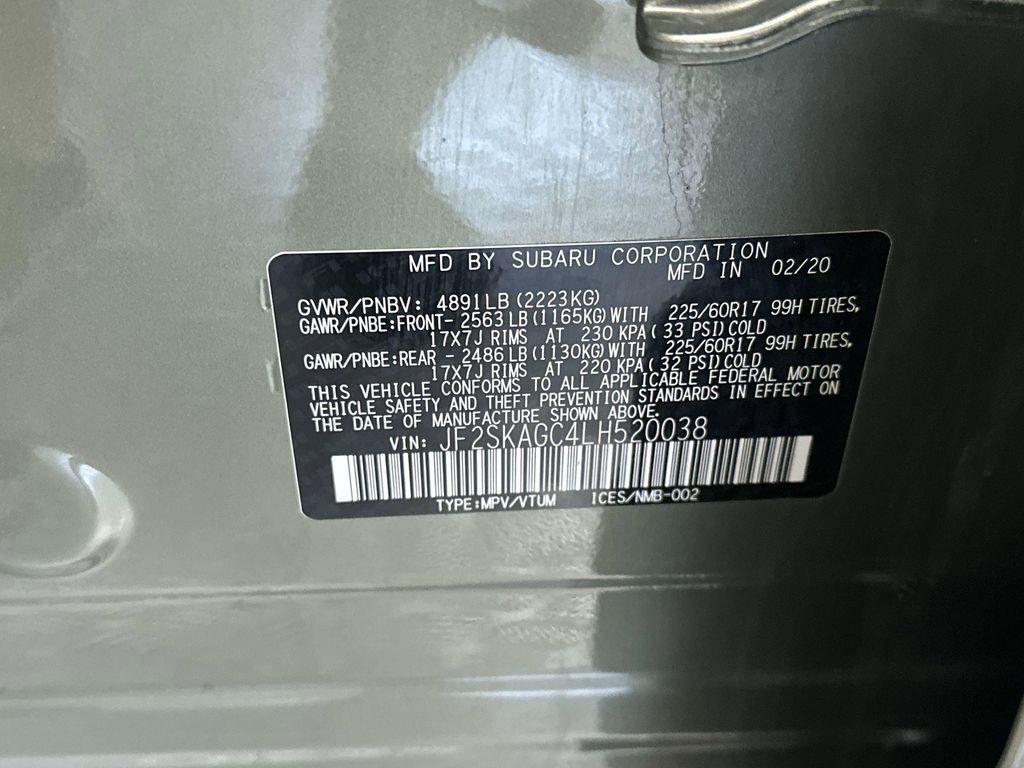 MFD BY SUBARU CORPORATION
MFD IN 02/20
GVWR/PNBV: 4891LB(2223KG)
GAWR/PNBE:FRONT- 2563LB(1165KG)WITH 225/60R17 99H TIRES,
17X7J RIMS AT 230 KPA( 33 PSI)COLD
GAWR/PNBE:REAR - 2486LB(1130KG)WITH 225/60R17 99H TIRES,
17X7J RIMS AT 220 KPA( 32 PSI)COLD
THIS VEHICLE CONFORMS TO ALL APPLICABLE FEDERAL MOTOR
VEHICLE SAFETY AND THEFT PREVENTION STANDARDS IN EFFECT ON
THE DATE OF MANUFACTURE SHOWN ABOVE.
VIN: JF2SKAGC4LH520038
TYPE:MPV/VTUM ICES/NMB-002